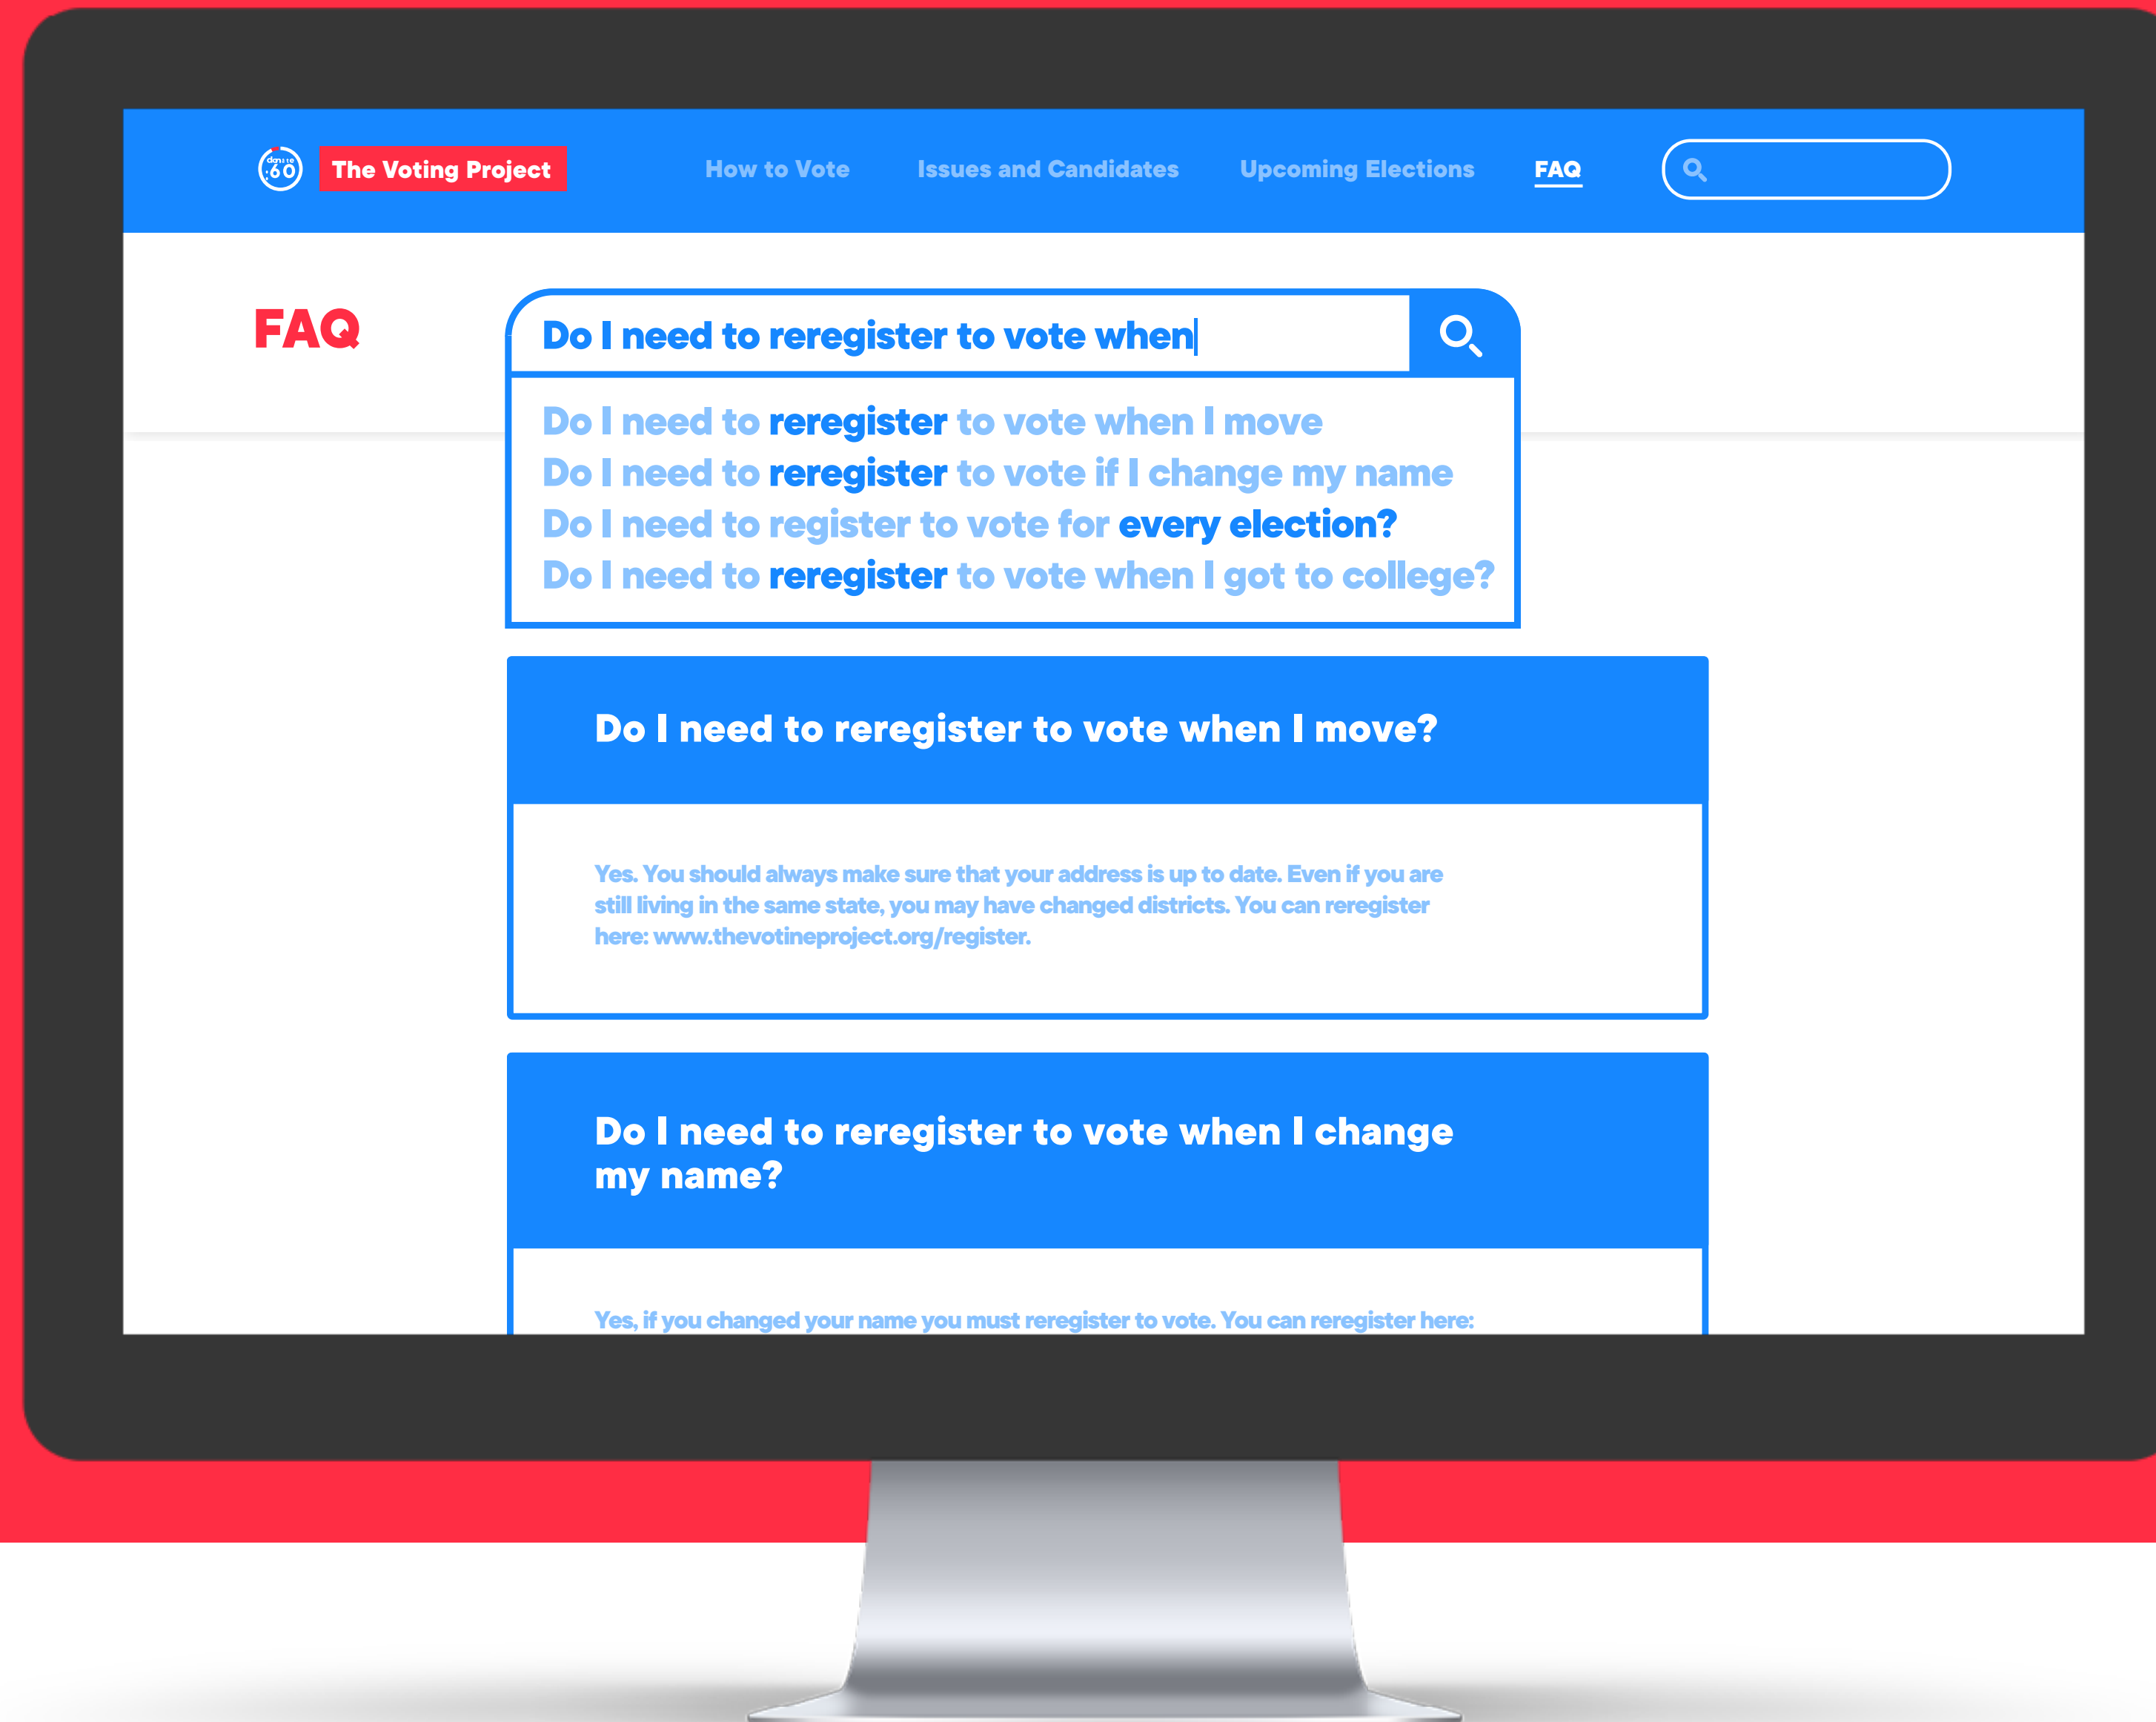 :60
The Voting Project
How to Vote
Issues and Candidates
Upcoming Elections
FAQ
FAQ
Do I need to reregister to vote when
Do I need to reregister to vote when I move
Do I need to reregister to vote if I change my name
Do I need to register to vote for every election?
Do I need to reregister to vote when I got to college?
Do I need to reregister to vote when I move?
Yes. You should always make sure that your address is up to date. Even if you are
still living in the same state, you may have changed districts. You can reregister
here: www.thevotineproject.org/register.
Do I need to reregister to vote when I change
my name?
Yes, if you changed your name you must reregister to vote. You can reregister here: